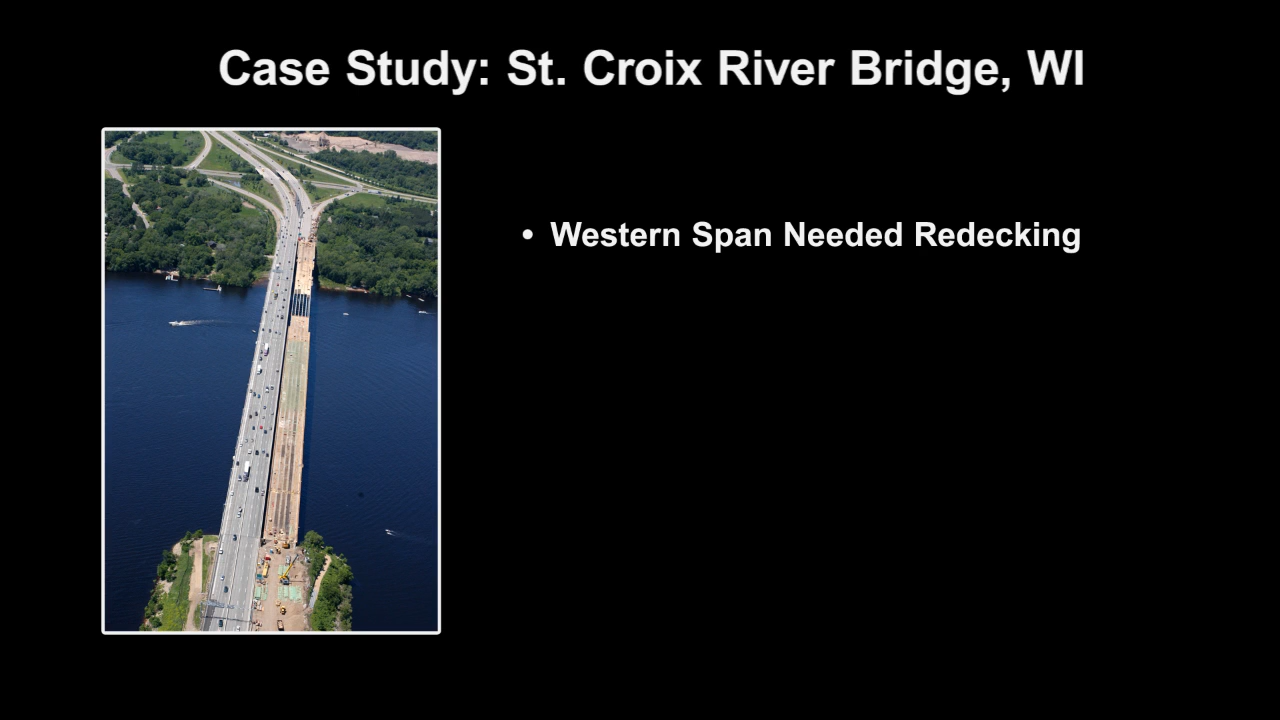 Case Study: St. Croix River Bridge, WI
• Western Span Needed Redecking